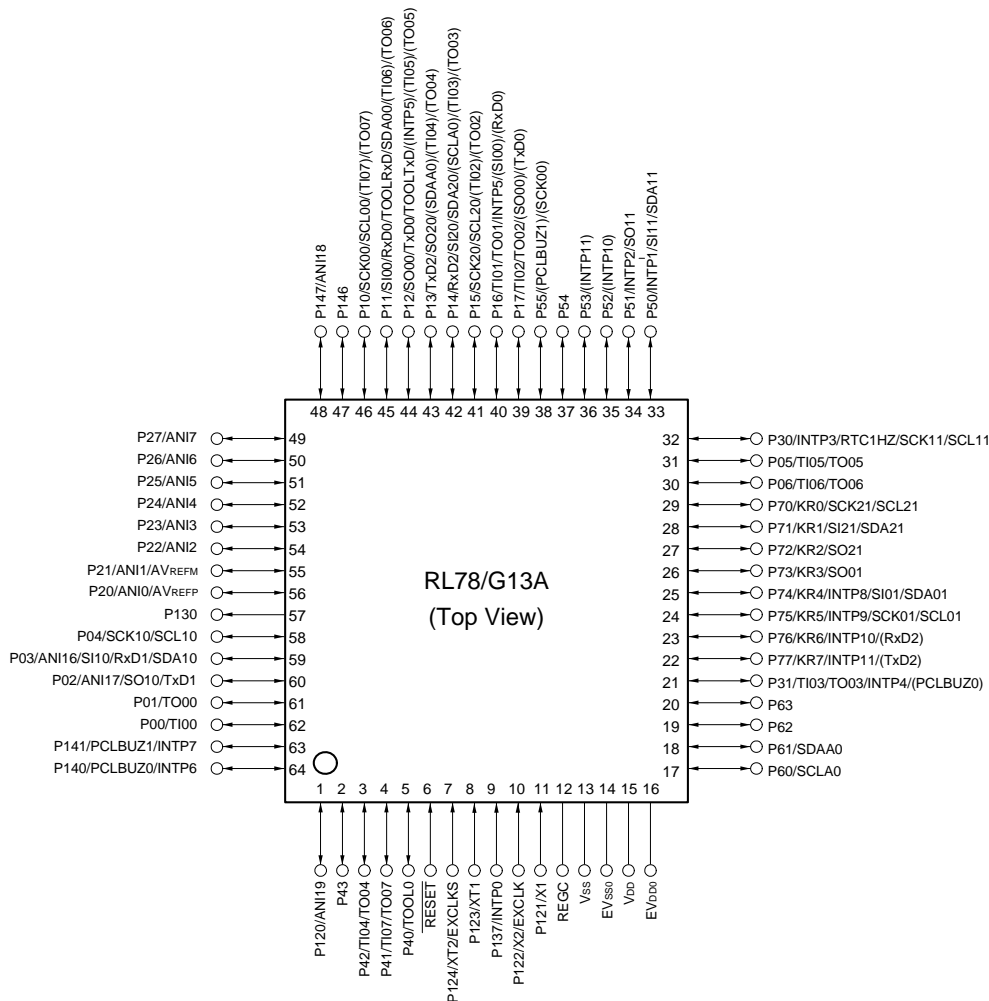 P147/ANI18
P146
P10/SCK00/SCL00/(TI07)/(TO07)
P11/SI00/RxD0/TOOLRxD/SDA00/(TI06)/(TO06)
P12/SO00/TxD0/TOOLTxD/(INTP5)/(TI05)/(TO05)
P13/TxD2/SO20/(SDAA0)/(TI04)/(TO04)
P14/RxD2/SI20/SDA20/(SCLA0)/(TI03)/(TO03)
P15/SCK20/SCL20/(TI02)/(TO02)
P16/TI01/TO01/INTP5/(SI00)/(RxD0)
P17/TI02/TO02/(SO00)/(TxD0)
P55/(PCLBUZ1)/(SCK00)
P54
P53/(INTP11)
P52/(INTP10)
P51/INTP2/SO11
P50/INTP1/SI11/SDA11
48 47 46 45 44 43 42 41 40 39 38 37 36 35 34 33
P27/ANI7 49
P26/ANI6 50
P25/ANI5 51
P24/ANI4 52
P23/ANI3 53
P22/ANI2 54
P21/ANI1/AVREFM 55
P20/ANI0/AVREFP 56
P130 57
P04/SCK10/SCL10 58
P03/ANI16/SI10/RxD1/SDA10 59
P02/ANI17/SO10/TxD1 60
P01/TO00 61
P00/TI00 62
P141/PCLBUZ1/INTP7 63
P140/PCLBUZ0/INTP6 64
RL78/G13A
(Top View)
32 P30/INTP3/RTC1HZ/SCK11/SCL11
31 P05/TI05/TO05
30 P06/TI06/TO06
29 P70/KR0/SCK21/SCL21
28 P71/KR1/SI21/SDA21
27 P72/KR2/SO21
26 P73/KR3/SO01
25 P74/KR4/INTP8/SI01/SDA01
24 P75/KR5/INTP9/SCK01/SCL01
23 P76/KR6/INTP10/(RxD2)
22 P77/KR7/INTP11/(TxD2)
21 P31/TI03/TO03/INTP4/(PCLBUZ0)
20 P63
19 P62
18 P61/SDAA0
17 P60/SCLA0
1 2 3 4 5 6 7 8 9 10 11 12 13 14 15 16
P120/ANI19
P43
P42/TI04/TO04
P41/TI07/TO07
P40/TOOL0
RESET
P124/XT2/EXCLKS
P123/XT1
P137/INTP0
P122/X2/EXCLK
P121/X1
REGC
VSS
EVSS0
VDD
EVDD0